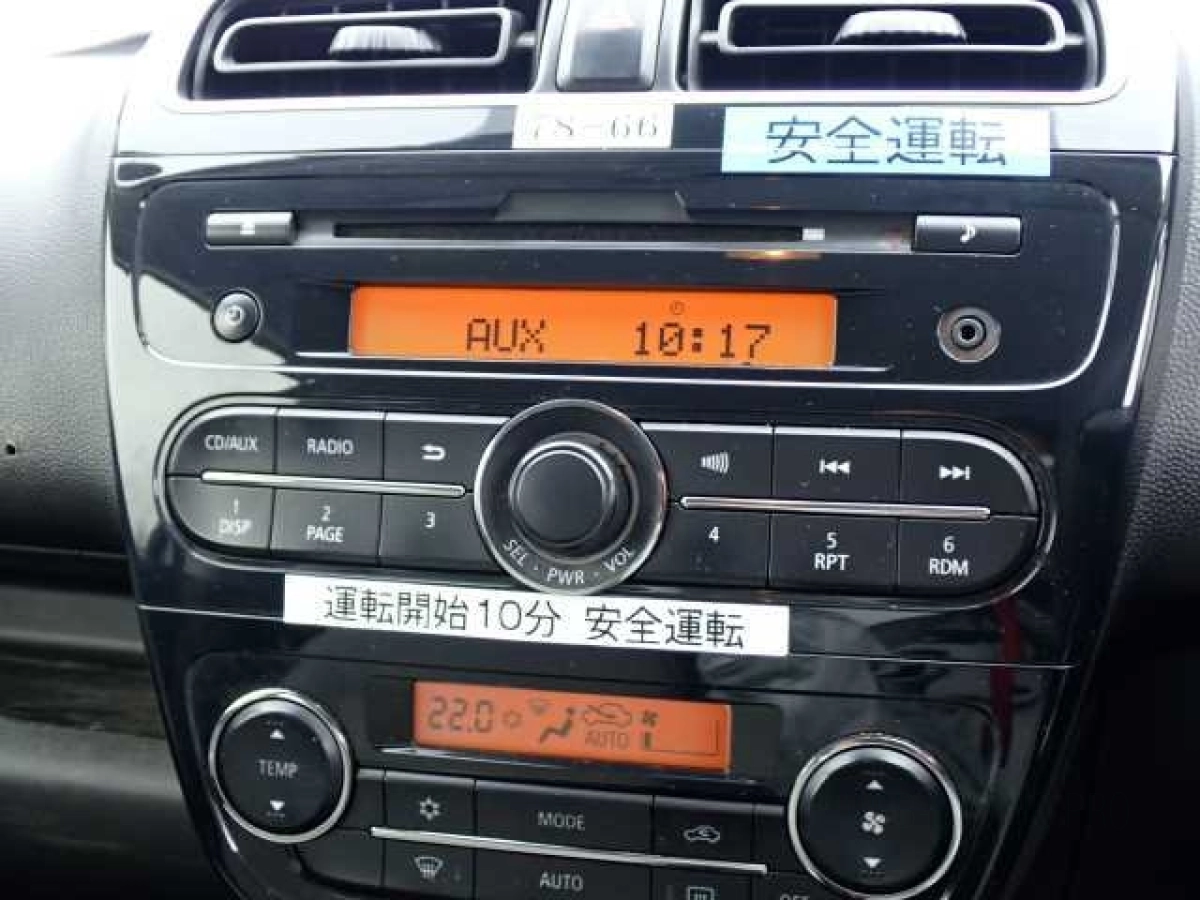 78-66
安全運転
AUX 10:17
CD/AUX
RADIO
1
DISP
2
PAGE
3
SEL · PWR · VOL
4
5
RPT
6
RDM
運転開始10分 安全運転
22.0
AUTO
TEMP
MODE
AUTO
OFF